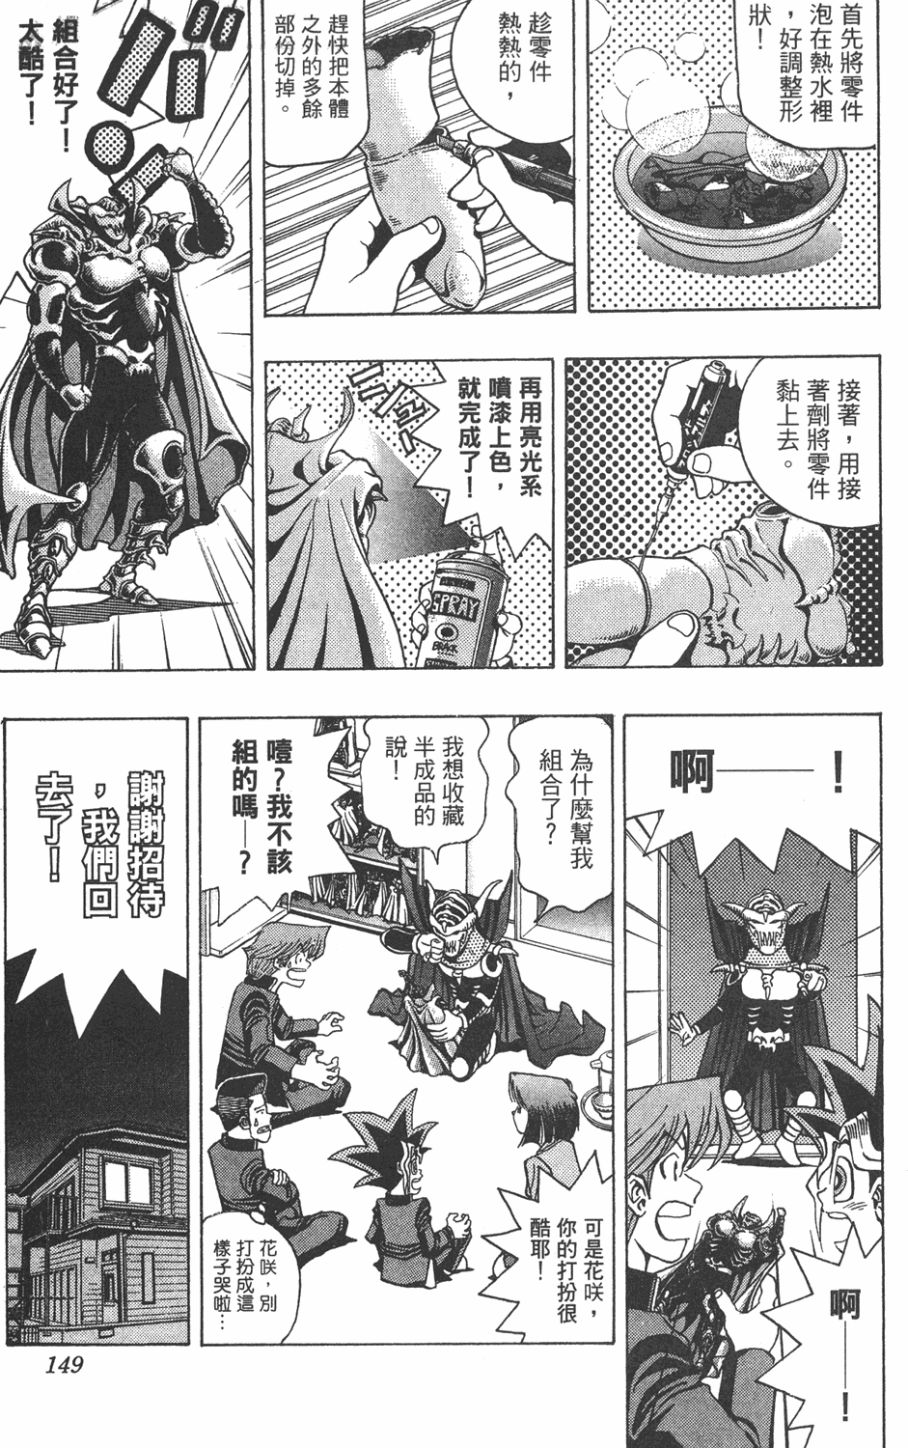 首先將零件
泡在熱水裡
，好調整形
狀！
趁零件
熱熱的，
趕快把本體
之外的多餘
部份切掉。
組合好了！
太酷了！
接著，用接
著劑將零件
黏上去。
再用亮光系
噴漆上色，
就完成了！
SPRAY
啊——！
啊——！
為什麼幫我
組合了？
我想收藏
半成品的
說！
噎？我不該
組的嗎—？
可是花咲，
你的打扮很
酷耶！
花咲，別
打扮成這
樣子哭啦…
謝謝招待
，我們回
去了！
149